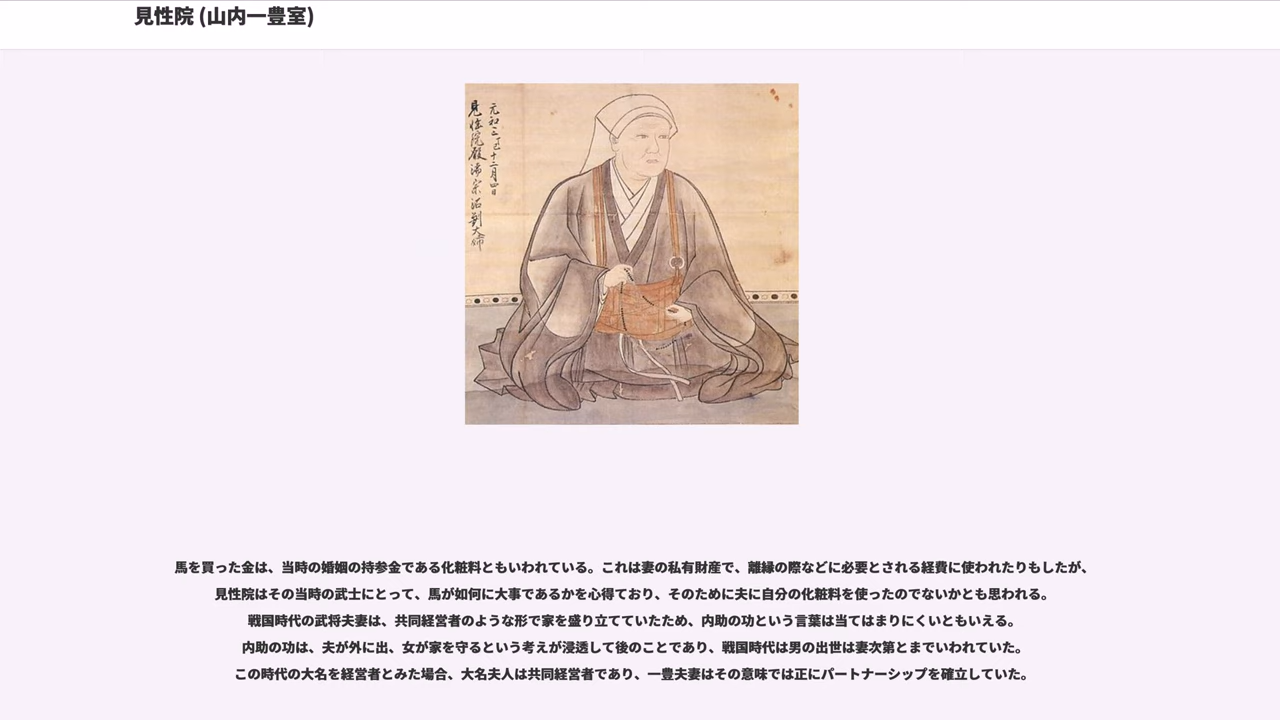 見性院 (山内一豊室)
元和三丁巳十二月四日
見性院殿
馬を買った金は、当時の婚姻の持参金である化粧料ともいわれている。これは妻の私有財産で、離縁の際などに必要とされる経費に使われたりもしたが、
見性院はその当時の武士にとって、馬が如何に大事であるかを心得ており、そのために夫に自分の化粧料を使ったのでないかとも思われる。
戦国時代の武将夫妻は、共同経営者のような形で家を盛り立てていたため、内助の功という言葉は当てはまりにくいともいえる。
内助の功は、夫が外に出、女が家を守るという考えが浸透して後のことであり、戦国時代は男の出世は妻次第とまでいわれていた。
この時代の大名を経営者とみた場合、大名夫人は共同経営者であり、一豊夫妻はその意味では正にパートナーシップを確立していた。